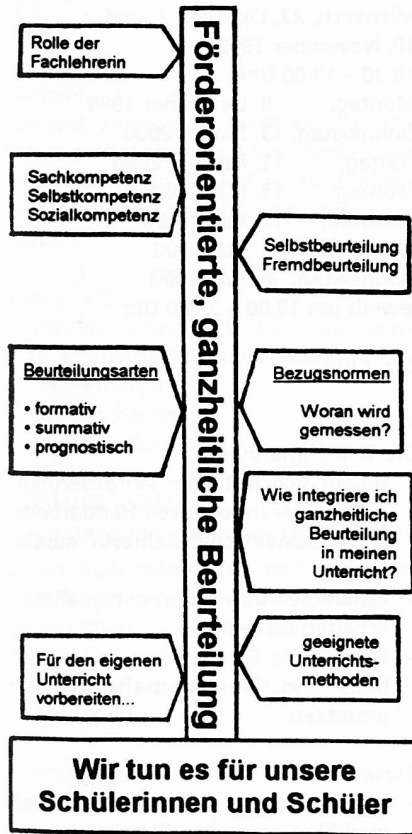 Rolle der
Fachlehrerin
Förderorientierte, ganzheitliche Beurteilung
Sachkompetenz
Selbstkompetenz
Sozialkompetenz
Selbstbeurteilung
Fremdbeurteilung
Beurteilungsarten
• formativ
• summativ
• prognostisch
Bezugsnormen
Woran wird
gemessen?
Wie integriere ich
ganzheitliche
Beurteilung
in meinen
Unterricht?
Für den eigenen
Unterricht
vorbereiten...
geeignete
Unterrichts-
methoden
Wir tun es für unsere
Schülerinnen und Schüler